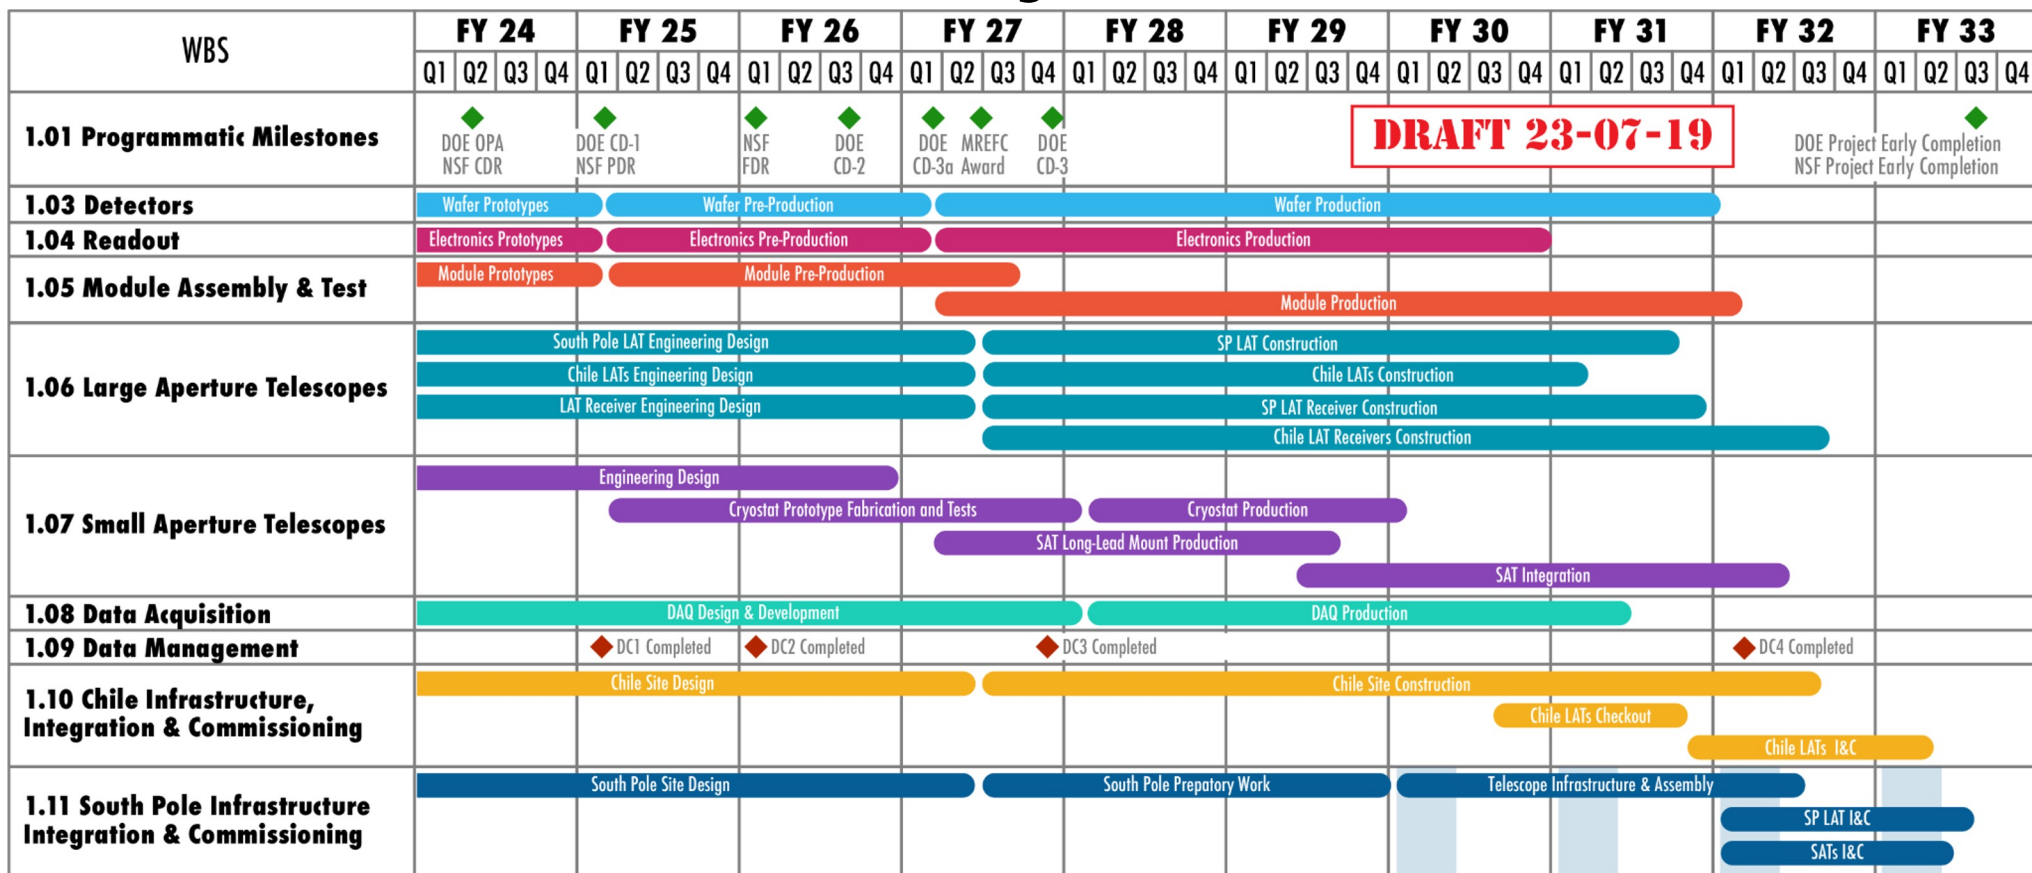 WBS
FY 24 FY 25 FY 26 FY 27 FY 28 FY 29 FY 30 FY 31 FY 32 FY 33
Q1 Q2 Q3 Q4 Q1 Q2 Q3 Q4 Q1 Q2 Q3 Q4 Q1 Q2 Q3 Q4 Q1 Q2 Q3 Q4 Q1 Q2 Q3 Q4 Q1 Q2 Q3 Q4 Q1 Q2 Q3 Q4 Q1 Q2 Q3 Q4 Q1 Q2 Q3 Q4
1.01 Programmatic Milestones
DOE OPA
NSF CDR
DOE CD-1
NSF PDR
NSF
FDR
DOE
CD-2
DOE
CD-3a
MREFC
Award
DOE
CD-3
DRAFT 23-07-19
DOE Project Early Completion
NSF Project Early Completion
1.03 Detectors
Wafer Prototypes
Wafer Pre-Production
Wafer Production
1.04 Readout
Electronics Prototypes
Electronics Pre-Production
Electronics Production
1.05 Module Assembly & Test
Module Prototypes
Module Pre-Production
Module Production
1.06 Large Aperture Telescopes
South Pole LAT Engineering Design
SP LAT Construction
Chile LATs Engineering Design
Chile LATs Construction
LAT Receiver Engineering Design
SP LAT Receiver Construction
Chile LAT Receivers Construction
1.07 Small Aperture Telescopes
Engineering Design
Cryostat Prototype Fabrication and Tests
Cryostat Production
SAT Long-Lead Mount Production
SAT Integration
1.08 Data Acquisition
DAQ Design & Development
DAQ Production
1.09 Data Management
DC1 Completed
DC2 Completed
DC3 Completed
DC4 Completed
1.10 Chile Infrastructure,
Integration & Commissioning
Chile Site Design
Chile Site Construction
Chile LATs Checkout
Chile LATs I&C
1.11 South Pole Infrastructure
Integration & Commissioning
South Pole Site Design
South Pole Prepatory Work
Telescope Infrastructure & Assembly
SP LAT I&C
SATs I&C